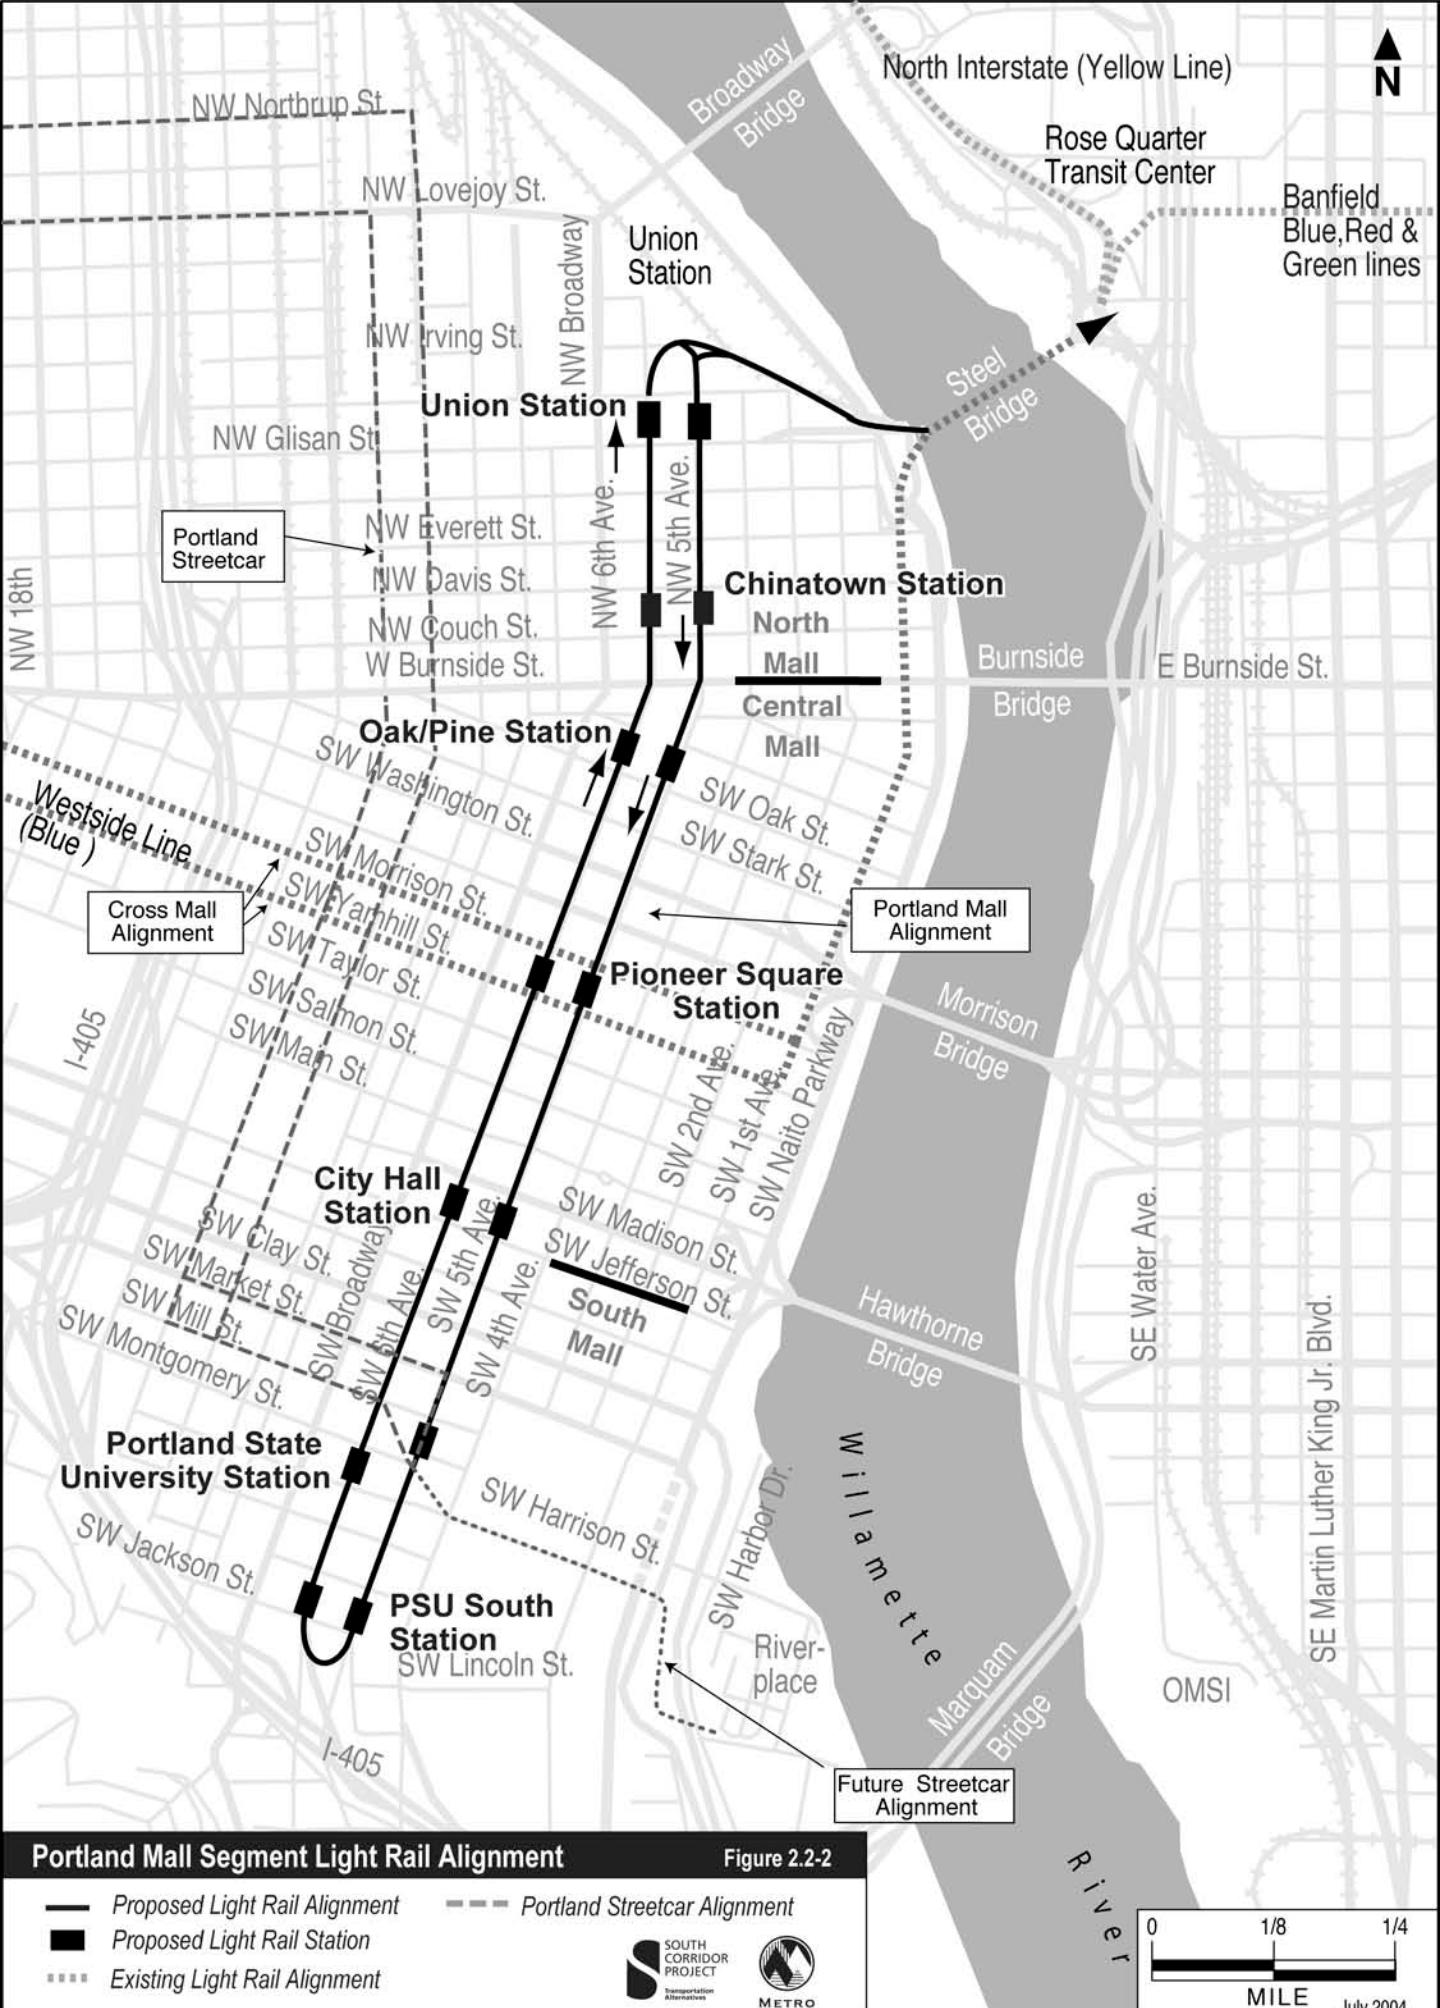 North Interstate (Yellow Line)
N
Broadway
Bridge
NW Northrup St.
Rose Quarter
Transit Center
NW Lovejoy St.
Banfield
Blue,Red &
Green lines
Union
Station
NW Broadway
NW Irving St.
Steel
Bridge
Union Station
NW Glisan St.
NW 6th Ave.
NW 5th Ave.
Portland
Streetcar
NW Everett St.
NW Davis St.
NW 18th
Chinatown Station
North
Mall
NW Couch St.
W Burnside St.
Burnside
Bridge
E Burnside St.
Central
Mall
Oak/Pine Station
SW Washington St.
SW Oak St.
SW Stark St.
Westside Line
(Blue )
SW Morrison St.
SW Yamhill St.
Cross Mall
Alignment
Portland Mall
Alignment
SW Taylor St.
SW Salmon St.
SW Main St.
Pioneer Square
Station
Morrison
Bridge
I-405
SW 2nd Ave.
SW 1st Ave.
SW Naito Parkway
City Hall
Station
SW Madison St.
SW Jefferson St.
SW Clay St.
SW Market St.
SW Mill St.
SW Montgomery St.
SW Broadway
SW 6th Ave.
SW 5th Ave.
SW 4th Ave.
South
Mall
Hawthorne
Bridge
SE Water Ave.
SE Martin Luther King Jr. Blvd.
Portland State
University Station
SW Harrison St.
SW Harbor Dr.
Willamette
SW Jackson St.
PSU South
Station
SW Lincoln St.
River-
place
Marquam
Bridge
OMSI
I-405
Future Streetcar
Alignment
River
Portland Mall Segment Light Rail Alignment
Figure 2.2-2
Proposed Light Rail Alignment
Portland Streetcar Alignment
Proposed Light Rail Station
Existing Light Rail Alignment
SOUTH
CORRIDOR
PROJECT
Transportation
Alternatives
METRO
0 1/8 1/4
MILE
July 2004